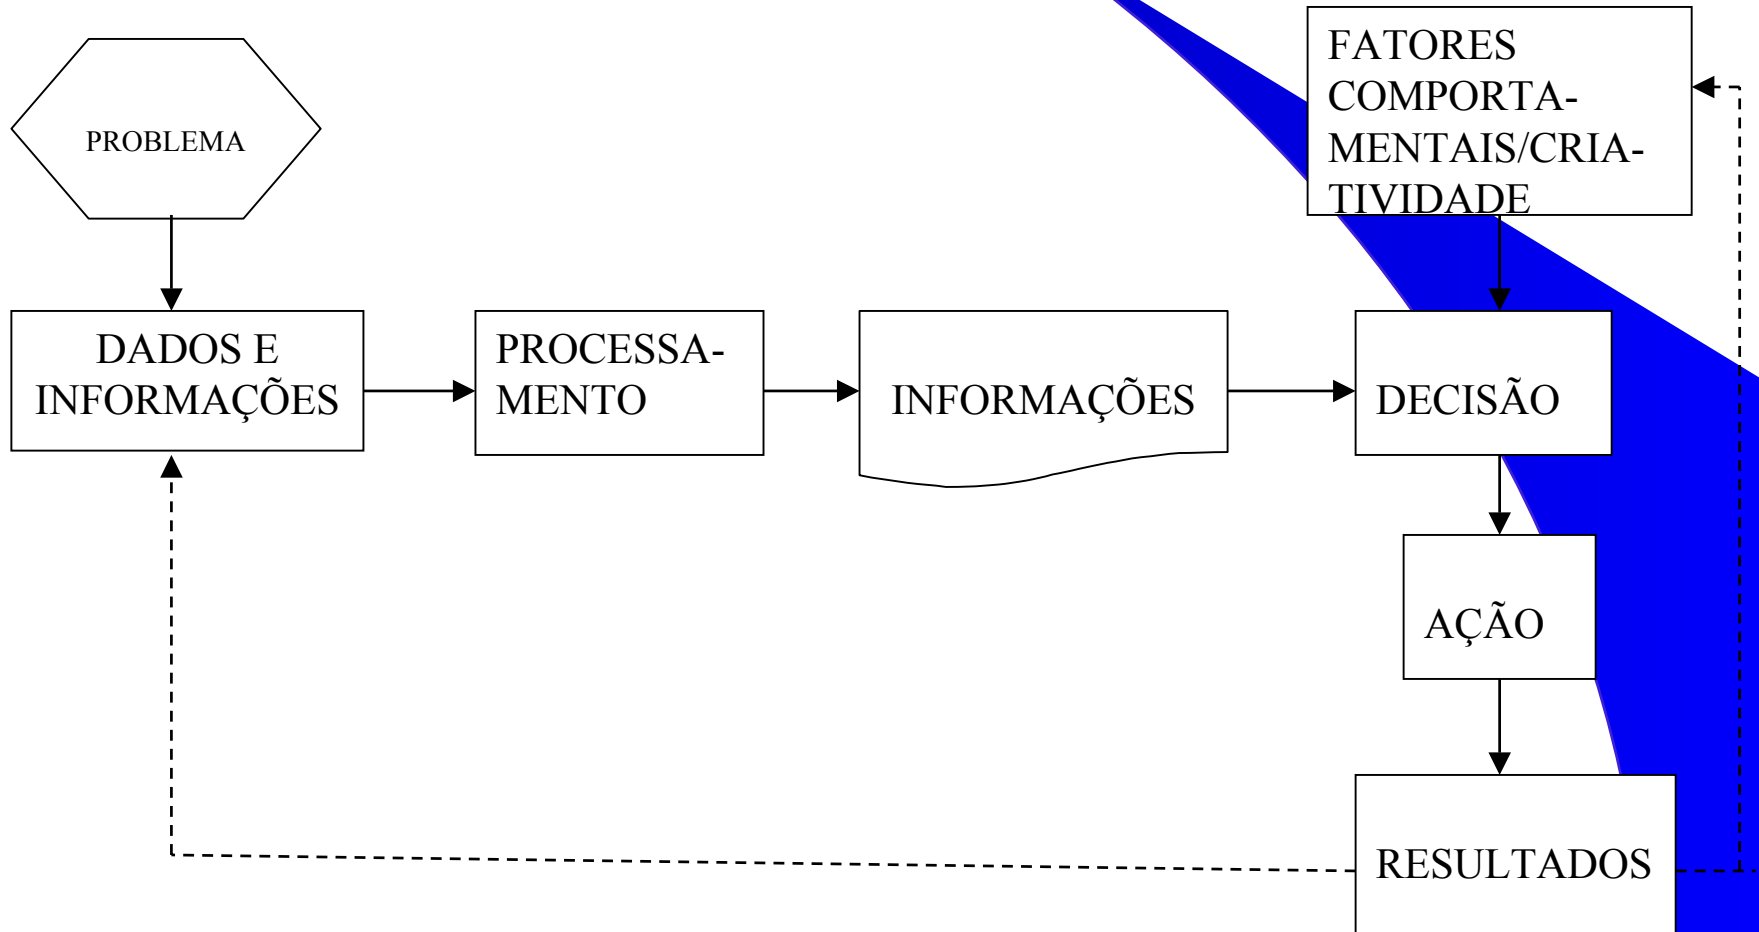 PROBLEMA
FATORES
COMPORTA-
MENTAIS/CRIA-
TIVIDADE
DADOS E
INFORMAÇÕES
PROCESSA-
MENTO
INFORMAÇÕES
DECISÃO
AÇÃO
RESULTADOS